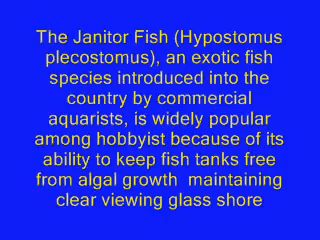 The Janitor Fish (Hypostomus
plecostomus), an exotic fish
species introduced into the
country by commercial
aquarists, is widely popular
among hobbyist because of its
ability to keep fish tanks free
from algal growth  maintaining
clear viewing glass shore